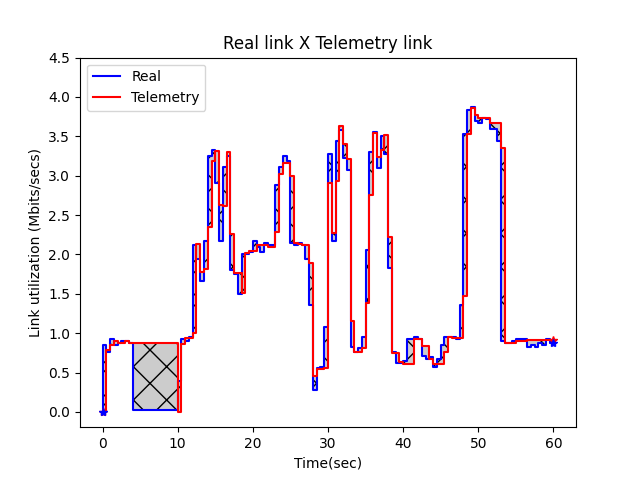 Real link X Telemetry link
Real
Telemetry
Link utilization (Mbits/secs)
4.5
4.0
3.5
3.0
2.5
2.0
1.5
1.0
0.5
0.0
0 10 20 30 40 50 60
Time(sec)